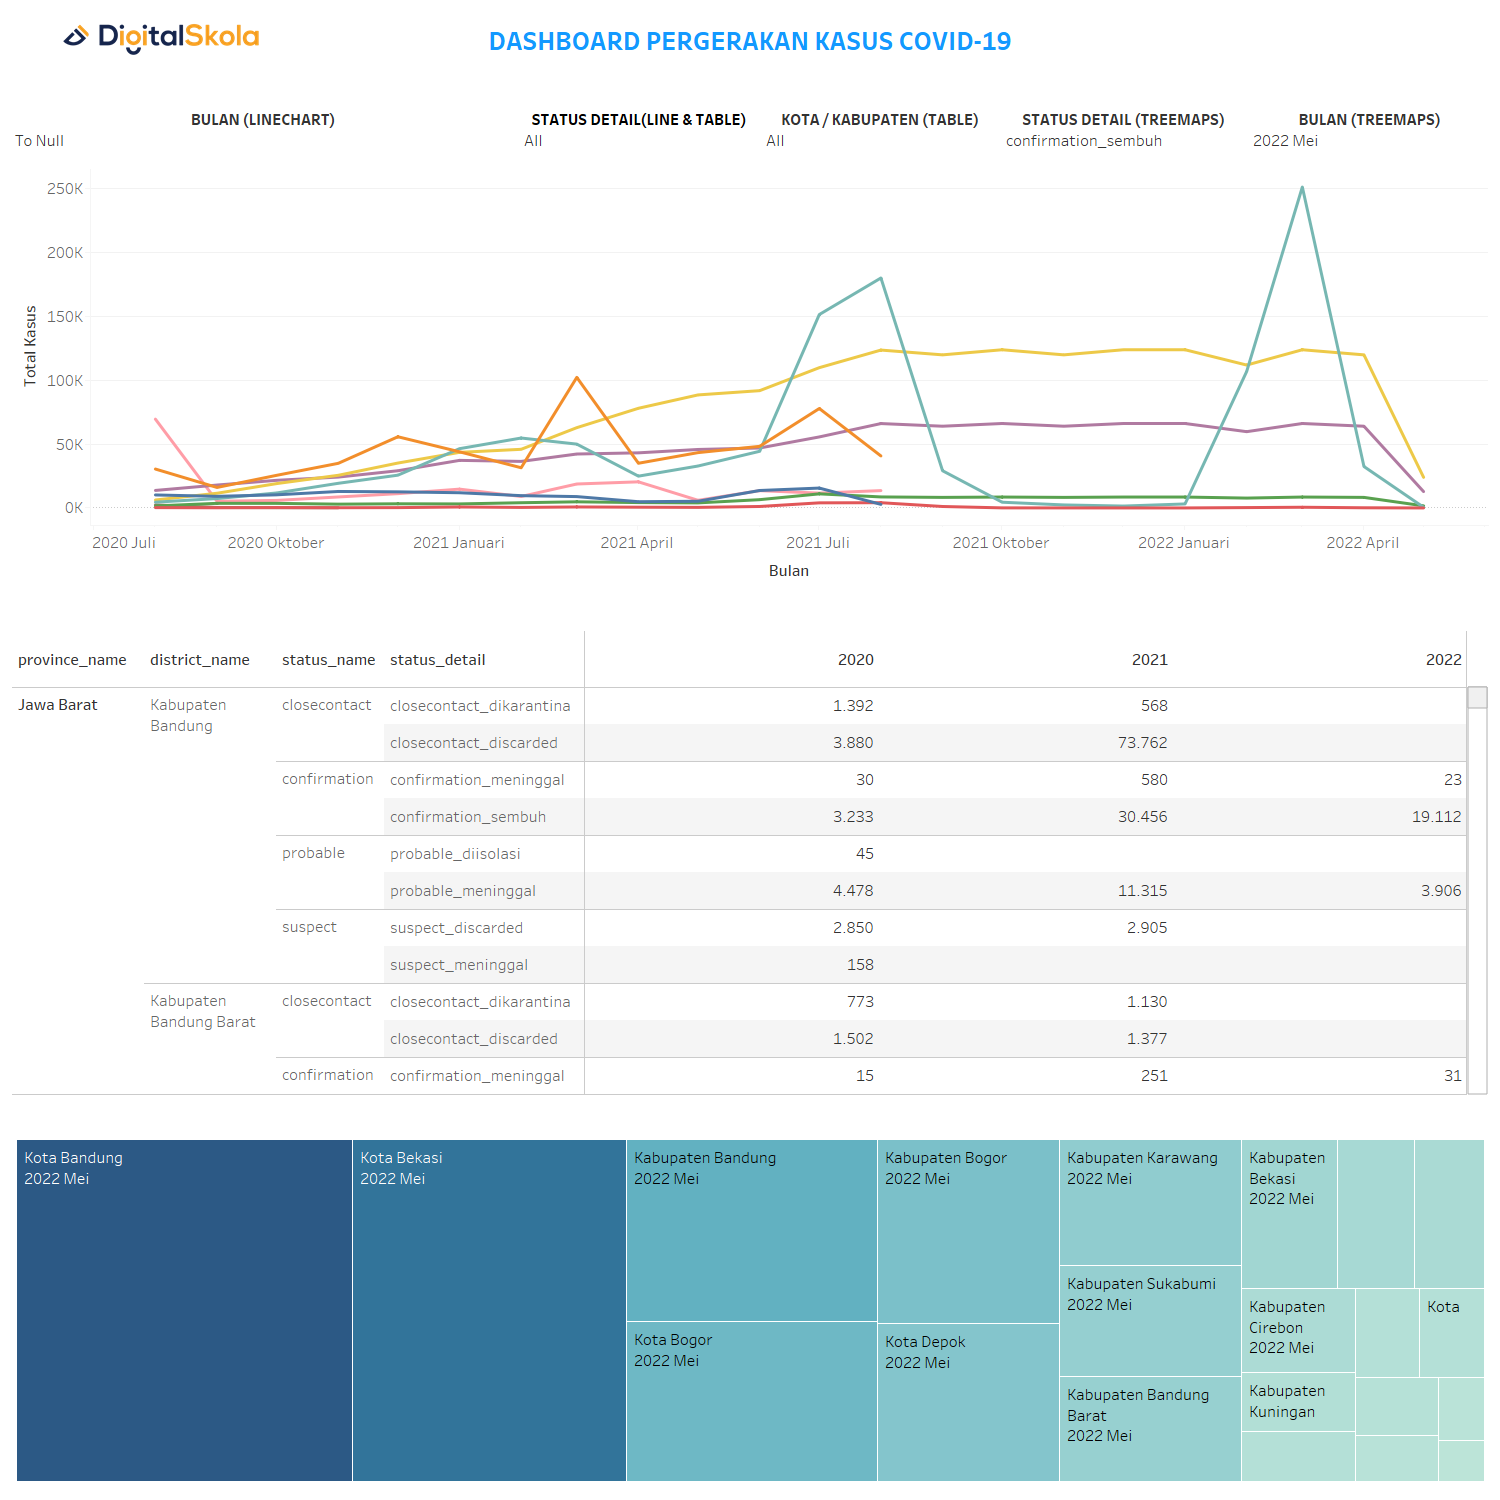 DigitalSkola
DASHBOARD PERGERAKAN KASUS COVID-19
BULAN (LINECHART)
To Null
STATUS DETAIL(LINE & TABLE)
All
KOTA / KABUPATEN (TABLE)
All
STATUS DETAIL (TREEMAPS)
confirmation_sembuh
BULAN (TREEMAPS)
2022 Mei
Total Kasus
250K
200K
150K
100K
50K
0K
2020 Juli 2020 Oktober 2021 Januari 2021 April 2021 Juli 2021 Oktober 2022 Januari 2022 April
Bulan
province_name district_name status_name status_detail 2020 2021 2022
Jawa Barat Kabupaten closecontact closecontact_dikarantina 1.392 568
Bandung
closecontact_discarded 3.880 73.762
confirmation confirmation_meninggal 30 580 23
confirmation_sembuh 3.233 30.456 19.112
probable probable_diisolasi 45
probable_meninggal 4.478 11.315 3.906
suspect suspect_discarded 2.850 2.905
suspect_meninggal 158
Kabupaten closecontact closecontact_dikarantina 773 1.130
Bandung Barat
closecontact_discarded 1.502 1.377
confirmation confirmation_meninggal 15 251 31
Kota Bandung
2022 Mei
Kota Bekasi
2022 Mei
Kabupaten Bandung
2022 Mei
Kota Bogor
2022 Mei
Kabupaten Bogor
2022 Mei
Kota Depok
2022 Mei
Kabupaten Karawang
2022 Mei
Kabupaten Sukabumi
2022 Mei
Kabupaten Bandung
Barat
2022 Mei
Kabupaten
Bekasi
2022 Mei
Kabupaten
Cirebon
2022 Mei
Kabupaten
Kuningan
Kota